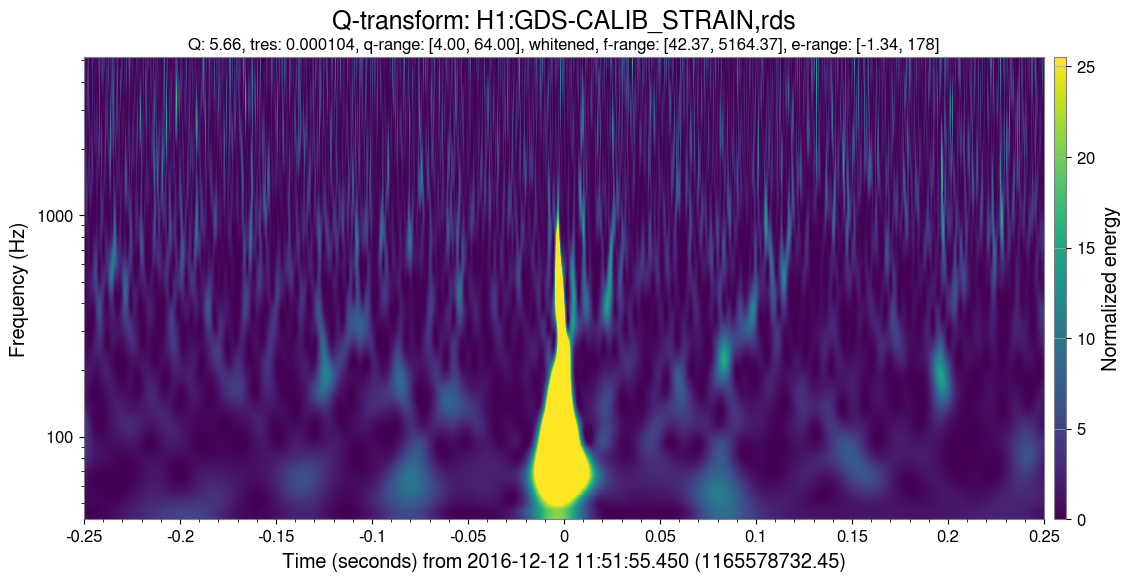 Q-transform: H1:GDS-CALIB_STRAIN,rds
Q: 5.66, tres: 0.000104, q-range: [4.00, 64.00], whitened, f-range: [42.37, 5164.37], e-range: [-1.34, 178]
Frequency (Hz)
1000
100
-0.25 -0.2 -0.15 -0.1 -0.05 0 0.05 0.1 0.15 0.2 0.25
Time (seconds) from 2016-12-12 11:51:55.450 (1165578732.45)
25
20
15
10
5
0
Normalized energy